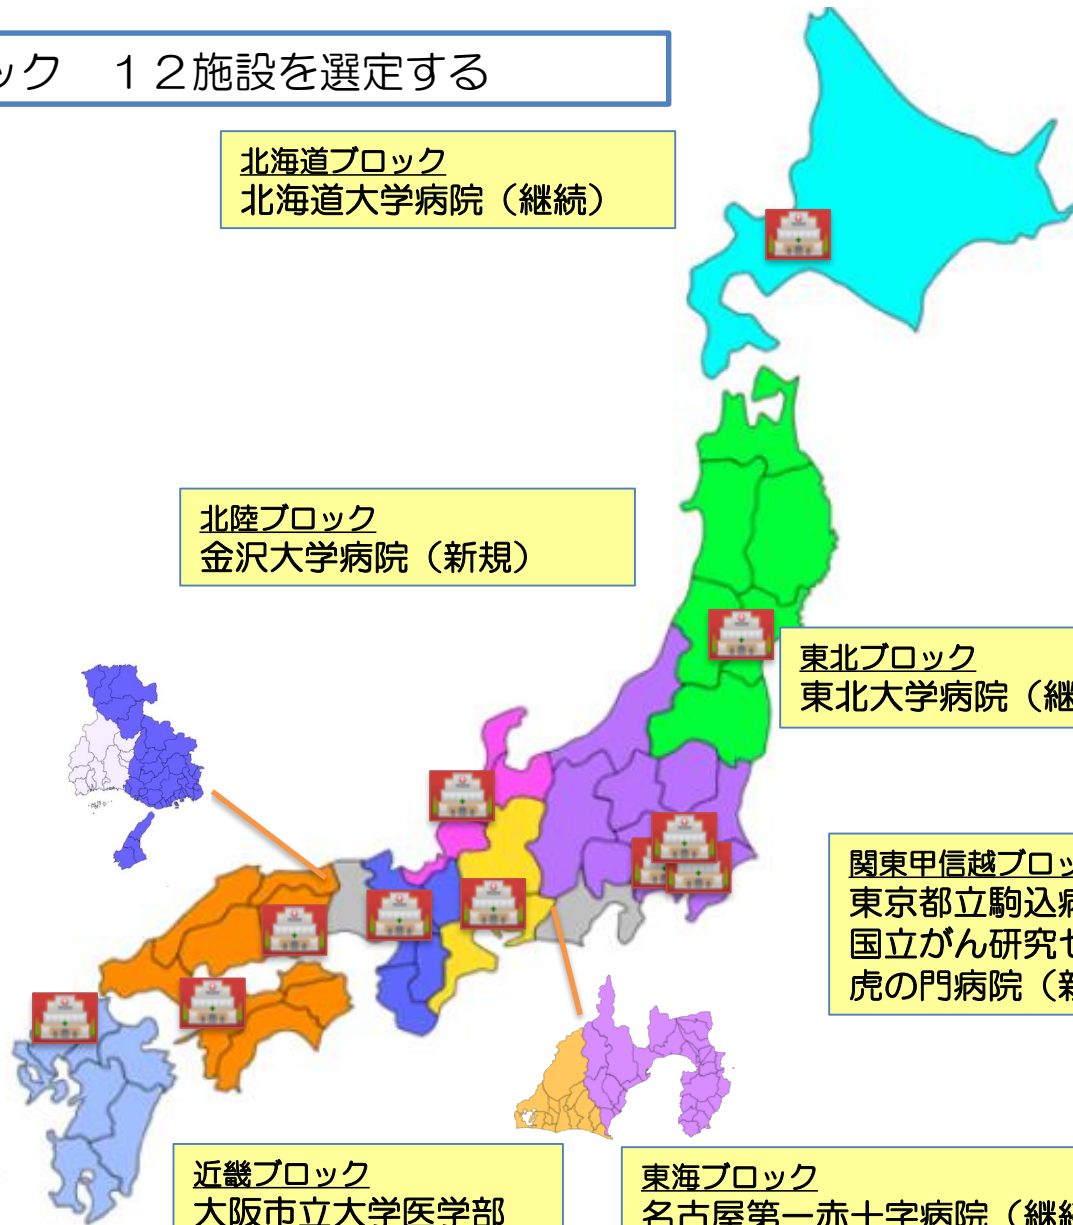 ック　１２施設を選定する
北海道ブロック
北海道大学病院（継続）
北陸ブロック
金沢大学病院（新規）
東北ブロック
東北大学病院（継
関東甲信越ブロッ
東京都立駒込病
国立がん研究セ
虎の門病院（新
近畿ブロック
大阪市立大学医学部
東海ブロック
名古屋第一赤十字病院（継続